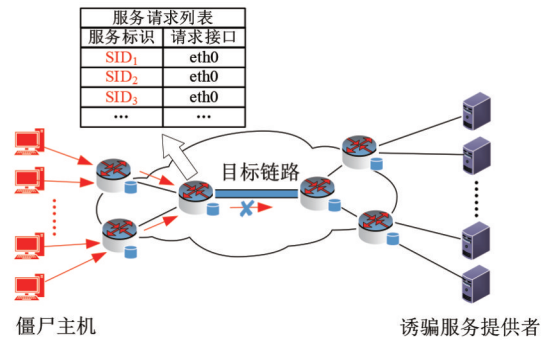 服务请求列表
服务标识 请求接口
SID1 eth0
SID2 eth0
SID3 eth0
... ...
目标链路
僵尸主机
诱骗服务提供者